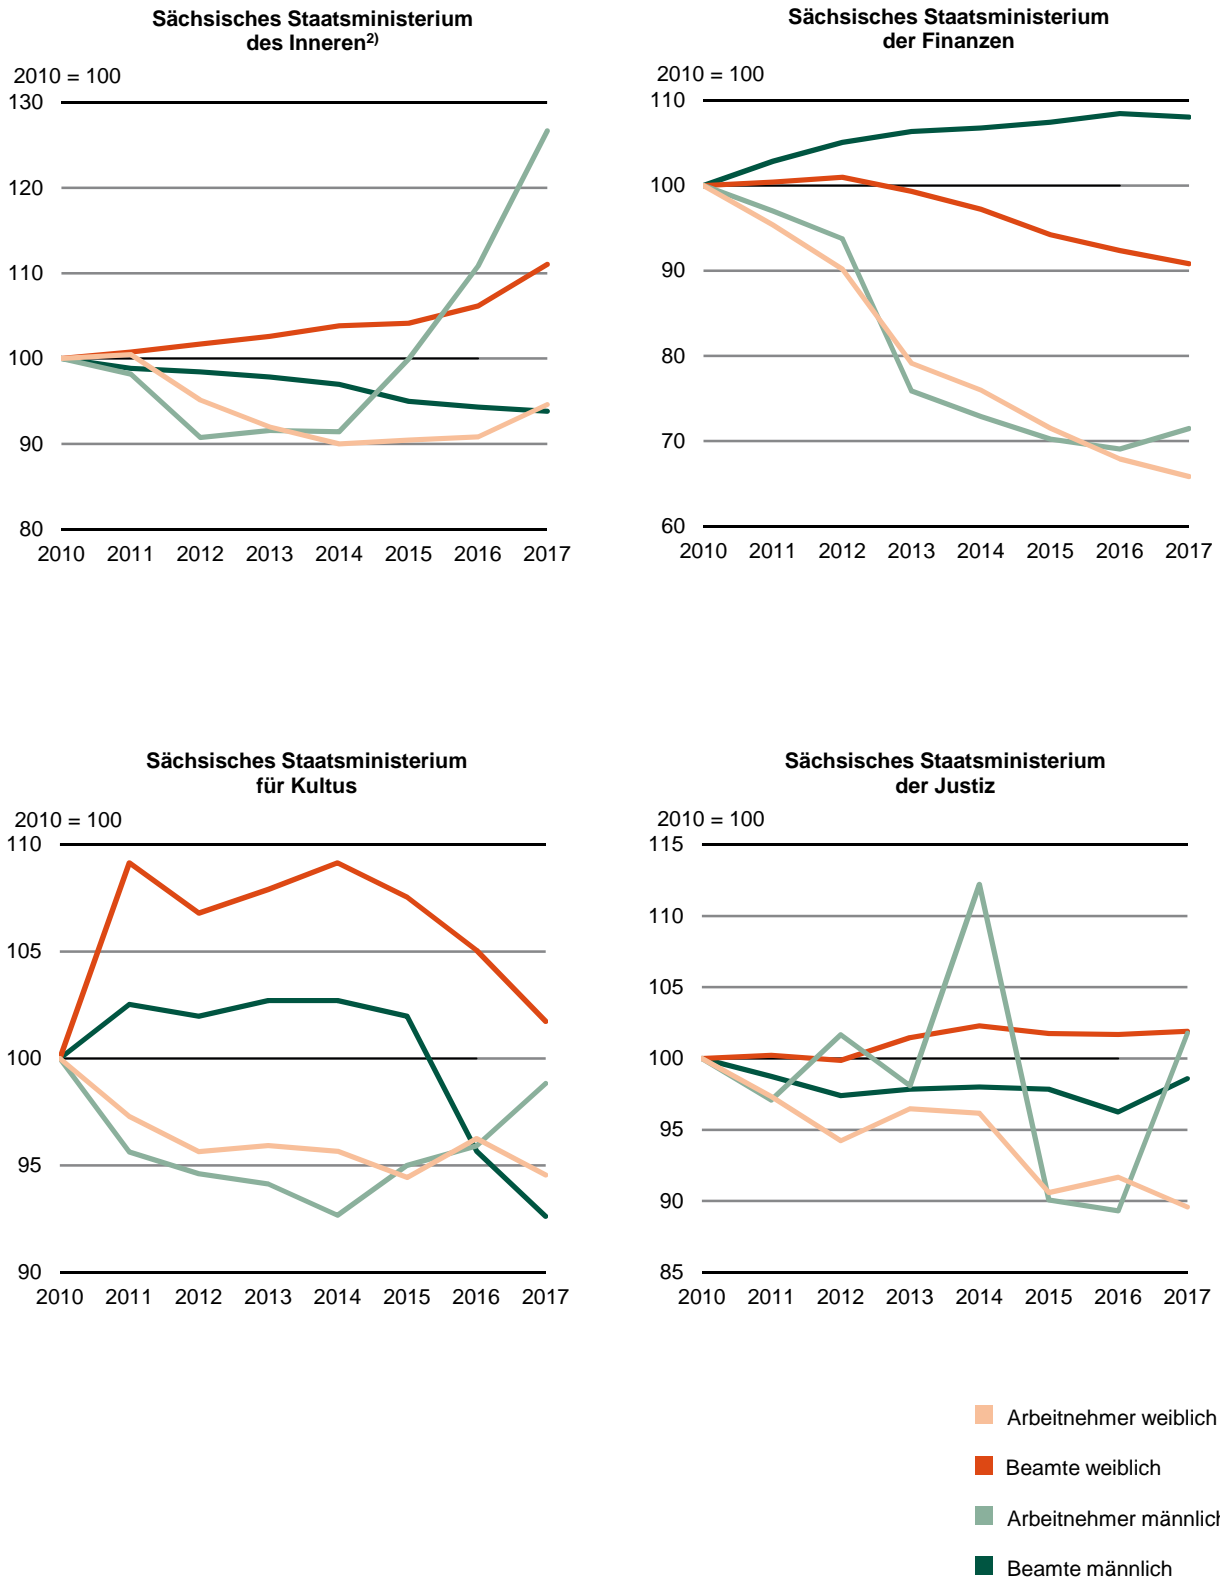 Sächsisches Staatsministerium
des Inneren2)
2010 = 100
130
120
110
100
90
80
2010 2011 2012 2013 2014 2015 2016 2017
Sächsisches Staatsministerium
der Finanzen
2010 = 100
110
100
90
80
70
60
2010 2011 2012 2013 2014 2015 2016 2017
Sächsisches Staatsministerium
für Kultus
2010 = 100
110
105
100
95
90
2010 2011 2012 2013 2014 2015 2016 2017
Sächsisches Staatsministerium
der Justiz
2010 = 100
115
110
105
100
95
90
85
2010 2011 2012 2013 2014 2015 2016 2017
Arbeitnehmer weiblich
Beamte weiblich
Arbeitnehmer männlich
Beamte männlich